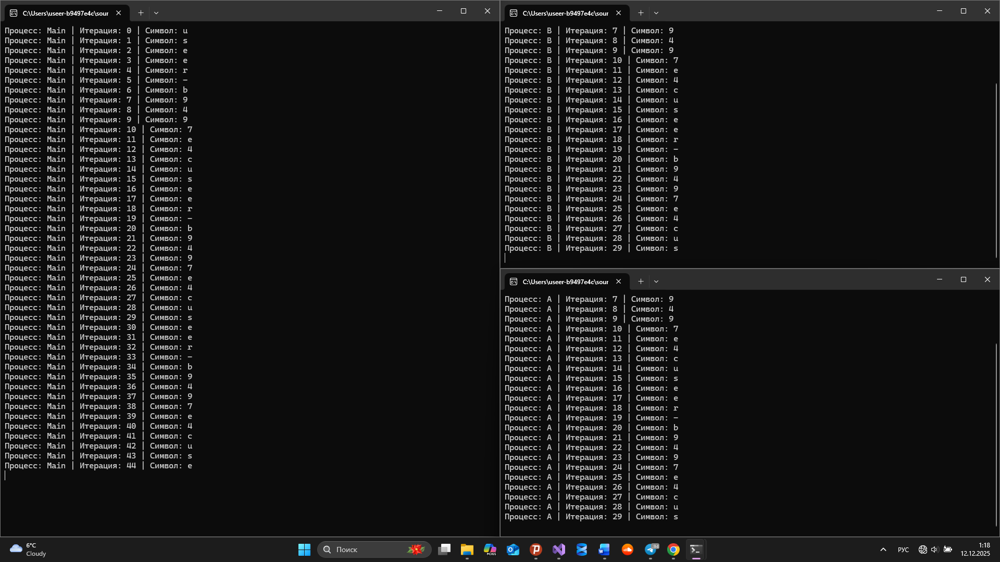 C:\Users\useer-b9497e4c\sour
Процесс: Main | Итерация: 0 | Символ: u
Процесс: Main | Итерация: 1 | Символ: s
Процесс: Main | Итерация: 2 | Символ: e
Процесс: Main | Итерация: 3 | Символ: e
Процесс: Main | Итерация: 4 | Символ: r
Процесс: Main | Итерация: 5 | Символ: -
Процесс: Main | Итерация: 6 | Символ: b
Процесс: Main | Итерация: 7 | Символ: 9
Процесс: Main | Итерация: 8 | Символ: 4
Процесс: Main | Итерация: 9 | Символ: 9
Процесс: Main | Итерация: 10 | Символ: 7
Процесс: Main | Итерация: 11 | Символ: e
Процесс: Main | Итерация: 12 | Символ: 4
Процесс: Main | Итерация: 13 | Символ: c
Процесс: Main | Итерация: 14 | Символ: u
Процесс: Main | Итерация: 15 | Символ: s
Процесс: Main | Итерация: 16 | Символ: e
Процесс: Main | Итерация: 17 | Символ: e
Процесс: Main | Итерация: 18 | Символ: r
Процесс: Main | Итерация: 19 | Символ: -
Процесс: Main | Итерация: 20 | Символ: b
Процесс: Main | Итерация: 21 | Символ: 9
Процесс: Main | Итерация: 22 | Символ: 4
Процесс: Main | Итерация: 23 | Символ: 9
Процесс: Main | Итерация: 24 | Символ: 7
Процесс: Main | Итерация: 25 | Символ: e
Процесс: Main | Итерация: 26 | Символ: 4
Процесс: Main | Итерация: 27 | Символ: c
Процесс: Main | Итерация: 28 | Символ: u
Процесс: Main | Итерация: 29 | Символ: s
Процесс: Main | Итерация: 30 | Символ: e
Процесс: Main | Итерация: 31 | Символ: e
Процесс: Main | Итерация: 32 | Символ: r
Процесс: Main | Итерация: 33 | Символ: -
Процесс: Main | Итерация: 34 | Символ: b
Процесс: Main | Итерация: 35 | Символ: 9
Процесс: Main | Итерация: 36 | Символ: 4
Процесс: Main | Итерация: 37 | Символ: 9
Процесс: Main | Итерация: 38 | Символ: 7
Процесс: Main | Итерация: 39 | Символ: e
Процесс: Main | Итерация: 40 | Символ: 4
Процесс: Main | Итерация: 41 | Символ: c
Процесс: Main | Итерация: 42 | Символ: u
Процесс: Main | Итерация: 43 | Символ: s
Процесс: Main | Итерация: 44 | Символ: e
C:\Users\useer-b9497e4c\sour
Процесс: B | Итерация: 7 | Символ: 9
Процесс: B | Итерация: 8 | Символ: 4
Процесс: B | Итерация: 9 | Символ: 9
Процесс: B | Итерация: 10 | Символ: 7
Процесс: B | Итерация: 11 | Символ: e
Процесс: B | Итерация: 12 | Символ: 4
Процесс: B | Итерация: 13 | Символ: c
Процесс: B | Итерация: 14 | Символ: u
Процесс: B | Итерация: 15 | Символ: s
Процесс: B | Итерация: 16 | Символ: e
Процесс: B | Итерация: 17 | Символ: e
Процесс: B | Итерация: 18 | Символ: r
Процесс: B | Итерация: 19 | Символ: -
Процесс: B | Итерация: 20 | Символ: b
Процесс: B | Итерация: 21 | Символ: 9
Процесс: B | Итерация: 22 | Символ: 4
Процесс: B | Итерация: 23 | Символ: 9
Процесс: B | Итерация: 24 | Символ: 7
Процесс: B | Итерация: 25 | Символ: e
Процесс: B | Итерация: 26 | Символ: 4
Процесс: B | Итерация: 27 | Символ: c
Процесс: B | Итерация: 28 | Символ: u
Процесс: B | Итерация: 29 | Символ: s
C:\Users\useer-b9497e4c\sour
Процесс: A | Итерация: 7 | Символ: 9
Процесс: A | Итерация: 8 | Символ: 4
Процесс: A | Итерация: 9 | Символ: 9
Процесс: A | Итерация: 10 | Символ: 7
Процесс: A | Итерация: 11 | Символ: e
Процесс: A | Итерация: 12 | Символ: 4
Процесс: A | Итерация: 13 | Символ: c
Процесс: A | Итерация: 14 | Символ: u
Процесс: A | Итерация: 15 | Символ: s
Процесс: A | Итерация: 16 | Символ: e
Процесс: A | Итерация: 17 | Символ: e
Процесс: A | Итерация: 18 | Символ: r
Процесс: A | Итерация: 19 | Символ: -
Процесс: A | Итерация: 20 | Символ: b
Процесс: A | Итерация: 21 | Символ: 9
Процесс: A | Итерация: 22 | Символ: 4
Процесс: A | Итерация: 23 | Символ: 9
Процесс: A | Итерация: 24 | Символ: 7
Процесс: A | Итерация: 25 | Символ: e
Процесс: A | Итерация: 26 | Символ: 4
Процесс: A | Итерация: 27 | Символ: c
Процесс: A | Итерация: 28 | Символ: u
Процесс: A | Итерация: 29 | Символ: s
6°C
Cloudy
Поиск
M365
94
РУС
1:18
12.12.2025